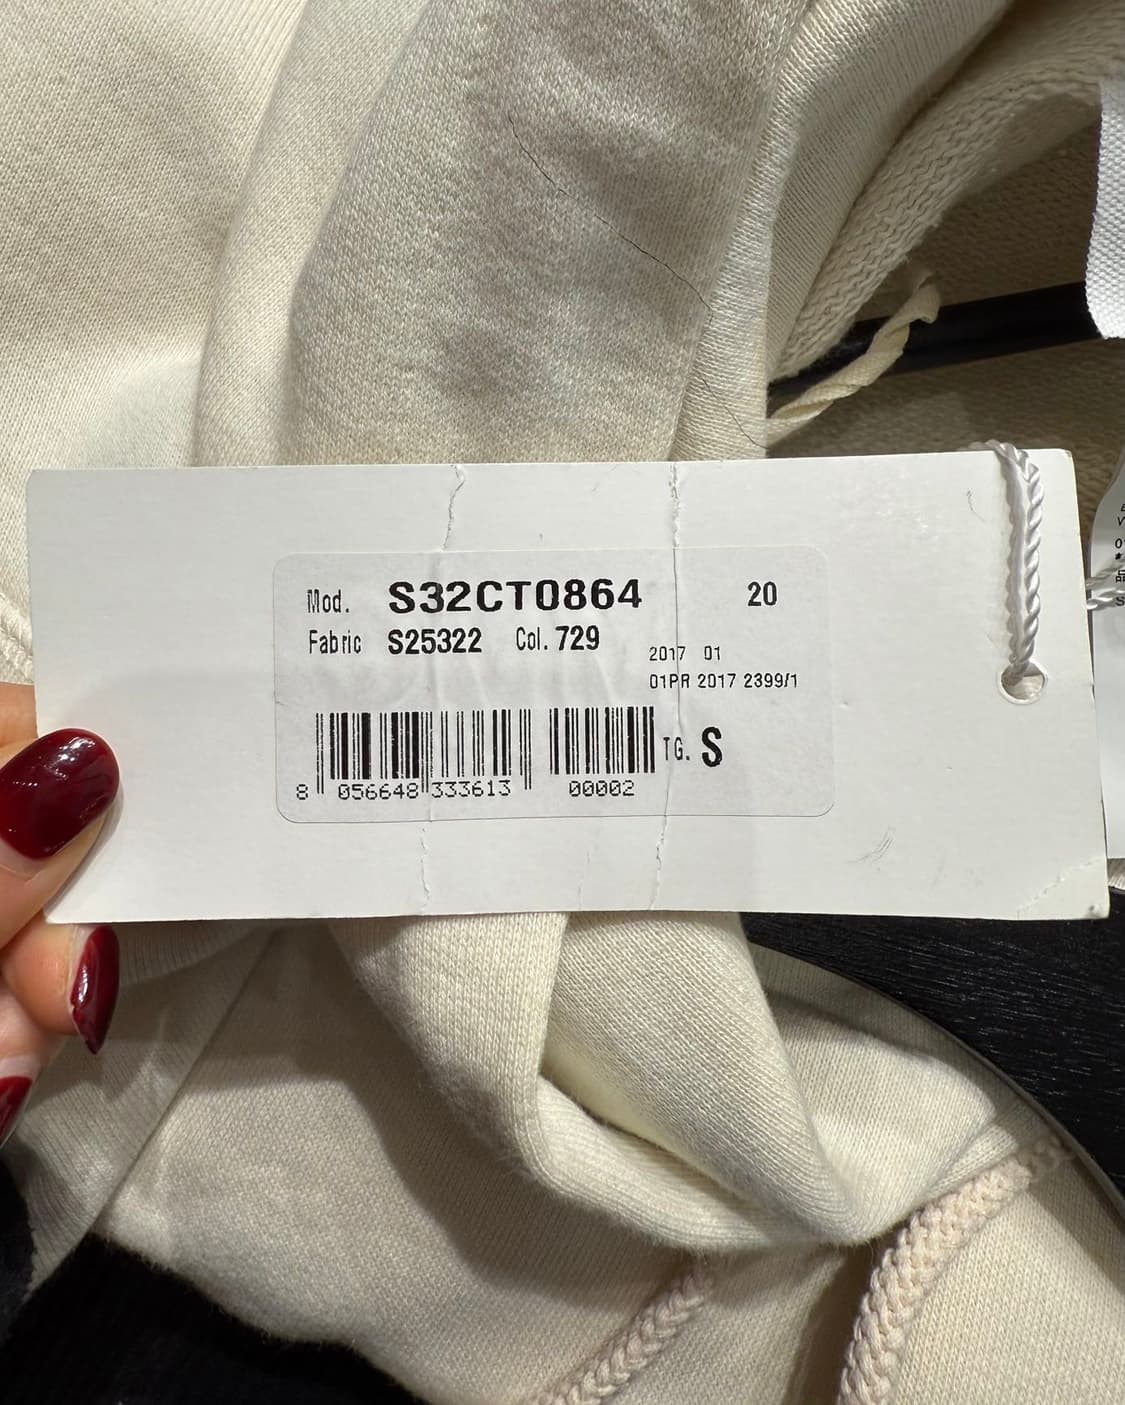 Mod. S32CT0864 20
Fabric S25322 Col. 729
2017 01
01PR 2017 2399/1
TG. S
8 056648 333613 00002